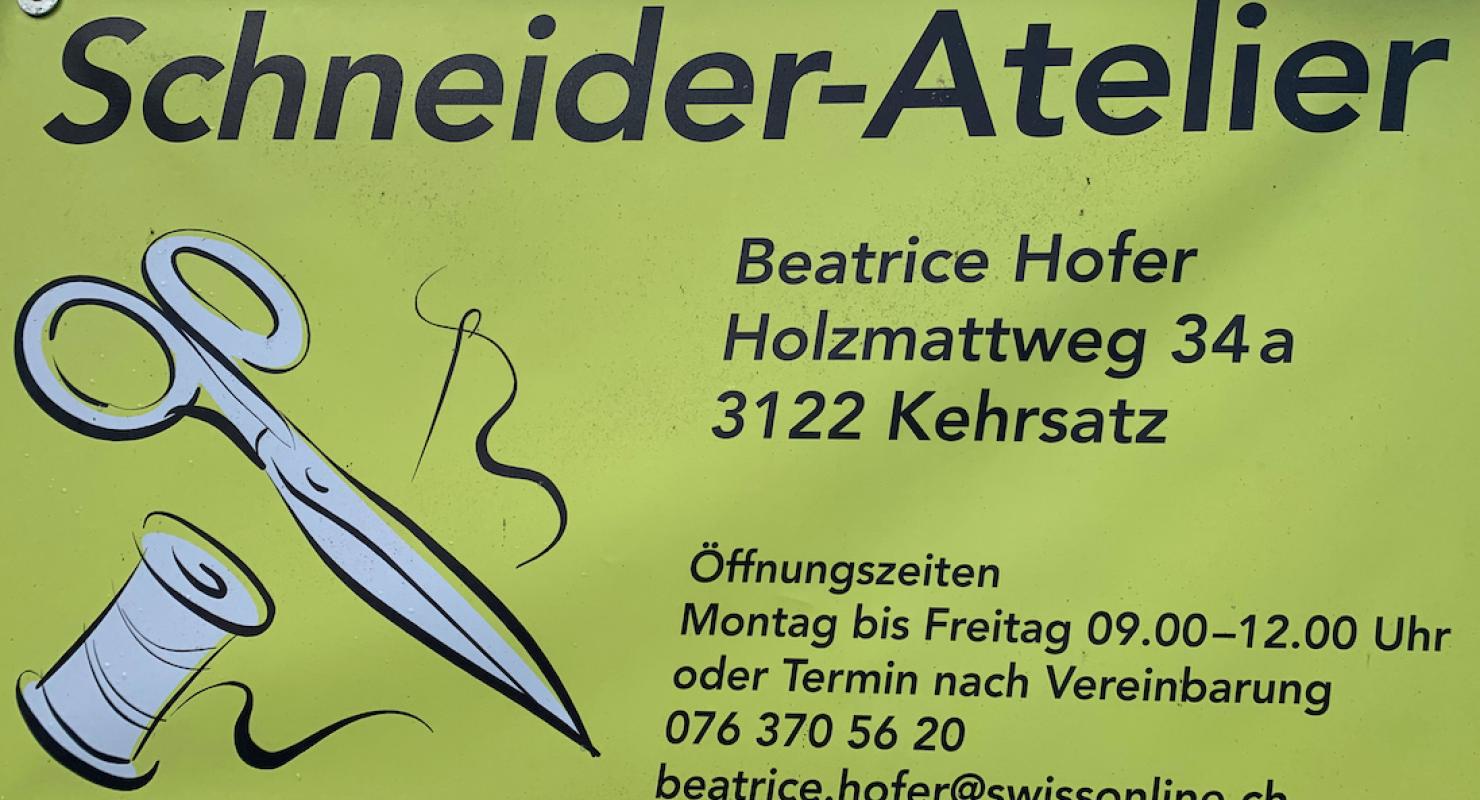 Schneider-Atelier
Beatrice Hofer
Holzmattweg 34a
3122 Kehrsatz
Öffnungszeiten
Montag bis Freitag 09.00–12.00 Uhr
oder Termin nach Vereinbarung
076 370 56 20
beatrice.hofer@swissonline.ch